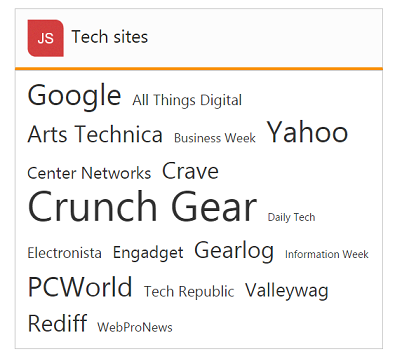 JS Tech sites
Google All Things Digital
Arts Technica Business Week Yahoo
Center Networks Crave
Crunch Gear Daily Tech
Electronista Engadget Gearlog Information Week
PCWorld Tech Republic Valleywag
Rediff WebProNews